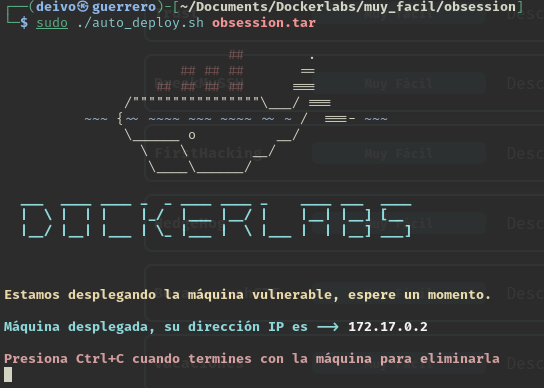 ┌──(deivo㉿guerrero)-[~/Documents/Dockerlabs/muy_facil/obsession]
└─$ sudo ./auto_deploy.sh obsession.tar
DOCKERLABS
Estamos desplegando la máquina vulnerable, espere un momento.
Máquina desplegada, su dirección IP es --> 172.17.0.2
Presiona Ctrl+C cuando termines con la máquina para eliminarla